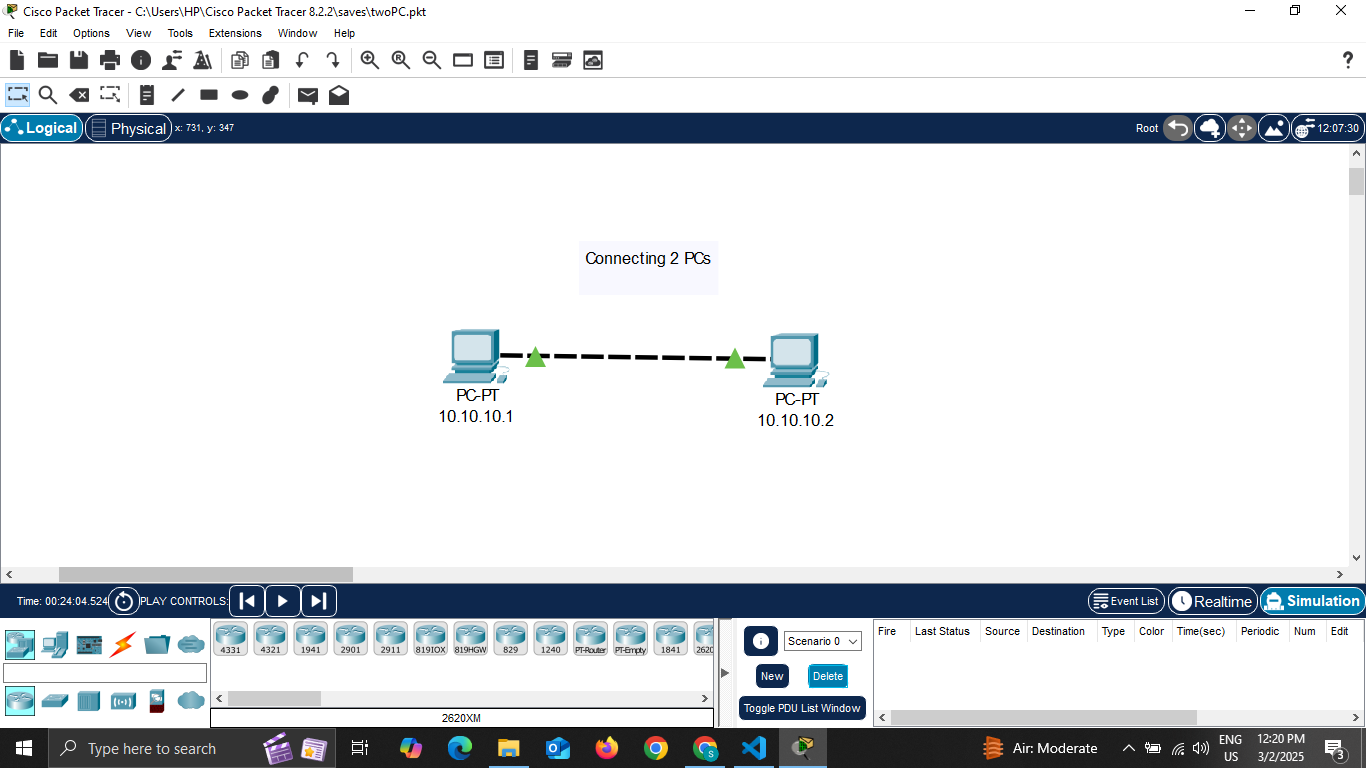 Cisco Packet Tracer - C:\Users\HP\Cisco Packet Tracer 8.2.2\saves\twoPC.pkt
File Edit Options View Tools Extensions Window Help
?
Logical Physical x: 731, y: 347 Root 12:07:30
Connecting 2 PCs
PC-PT
10.10.10.1
PC-PT
10.10.10.2
Time: 00:24:04.524 PLAY CONTROLS: Event List Realtime Simulation
4331 4321 1941 2901 2911 819IOX 819HGW 829 1240 PT-Router PT-Empty 1841 2620
2620XM
Scenario 0
New Delete
Toggle PDU List Window
Fire Last Status Source Destination Type Color Time(sec) Periodic Num Edit
Type here to search
Air: Moderate
ENG
US
12:20 PM
3/2/2025
3